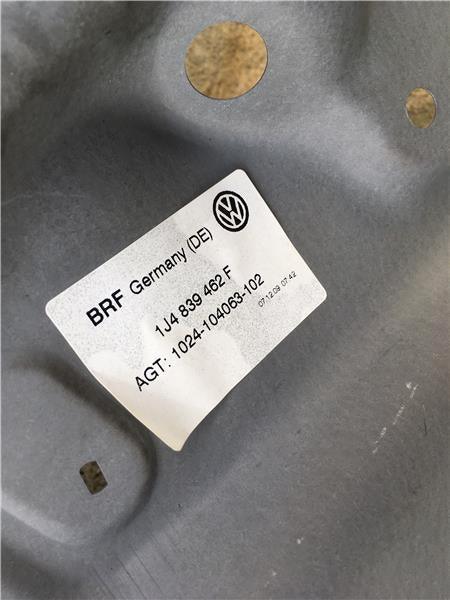 BRF Germany (DE)
1J4 839 462 F
AGT: 1024-104063-102
07.12.09 07:42